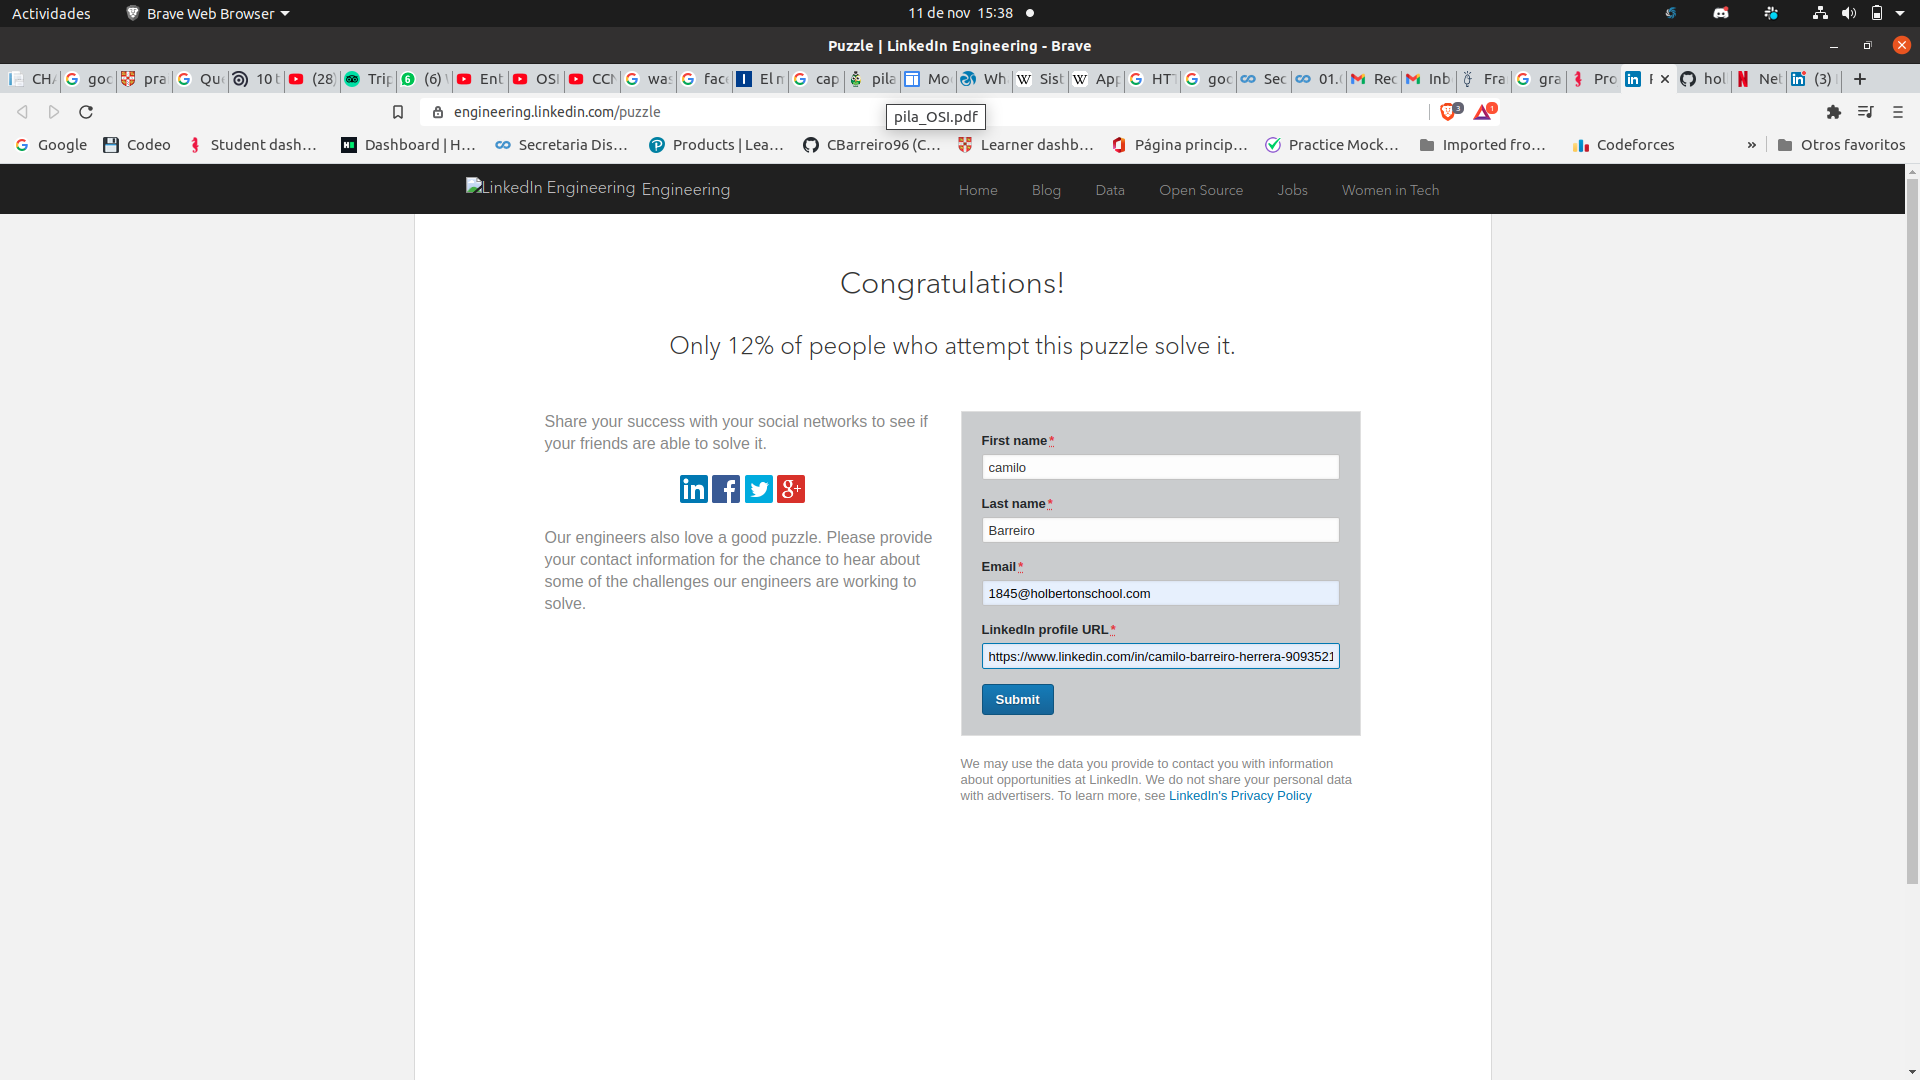 Actividades
Brave Web Browser
11 de nov 15:38
Puzzle | LinkedIn Engineering - Brave
CHA
goo
pra
Que
10 t
(28)
Trip
(6)
Ent
OSI
CCN
was
face
El m
cap
pila
Mo
Wh
Sist
App
HTT
goo
Sec
01.
Rec
Inb
Fra
gra
Pro
hol
Net
(3)
engineering.linkedin.com/puzzle
3
1
pila_OSI.pdf
Google
Codeo
Student dash…
Dashboard | H…
Secretaria Dis…
Products | Lea…
CBarreiro96 (C…
Learner dashb…
Página princip…
Practice Mock…
Imported fro…
Codeforces
»
Otros favoritos
LinkedIn Engineering Engineering
Home
Blog
Data
Open Source
Jobs
Women in Tech
Congratulations!
Only 12% of people who attempt this puzzle solve it.
Share your success with your social networks to see if
your friends are able to solve it.
Our engineers also love a good puzzle. Please provide
your contact information for the chance to hear about
some of the challenges our engineers are working to
solve.
First name*
camilo
Last name*
Barreiro
Email*
1845@holbertonschool.com
LinkedIn profile URL*
https://www.linkedin.com/in/camilo-barreiro-herrera-9093521
Submit
We may use the data you provide to contact you with information
about opportunities at LinkedIn. We do not share your personal data
with advertisers. To learn more, see LinkedIn's Privacy Policy